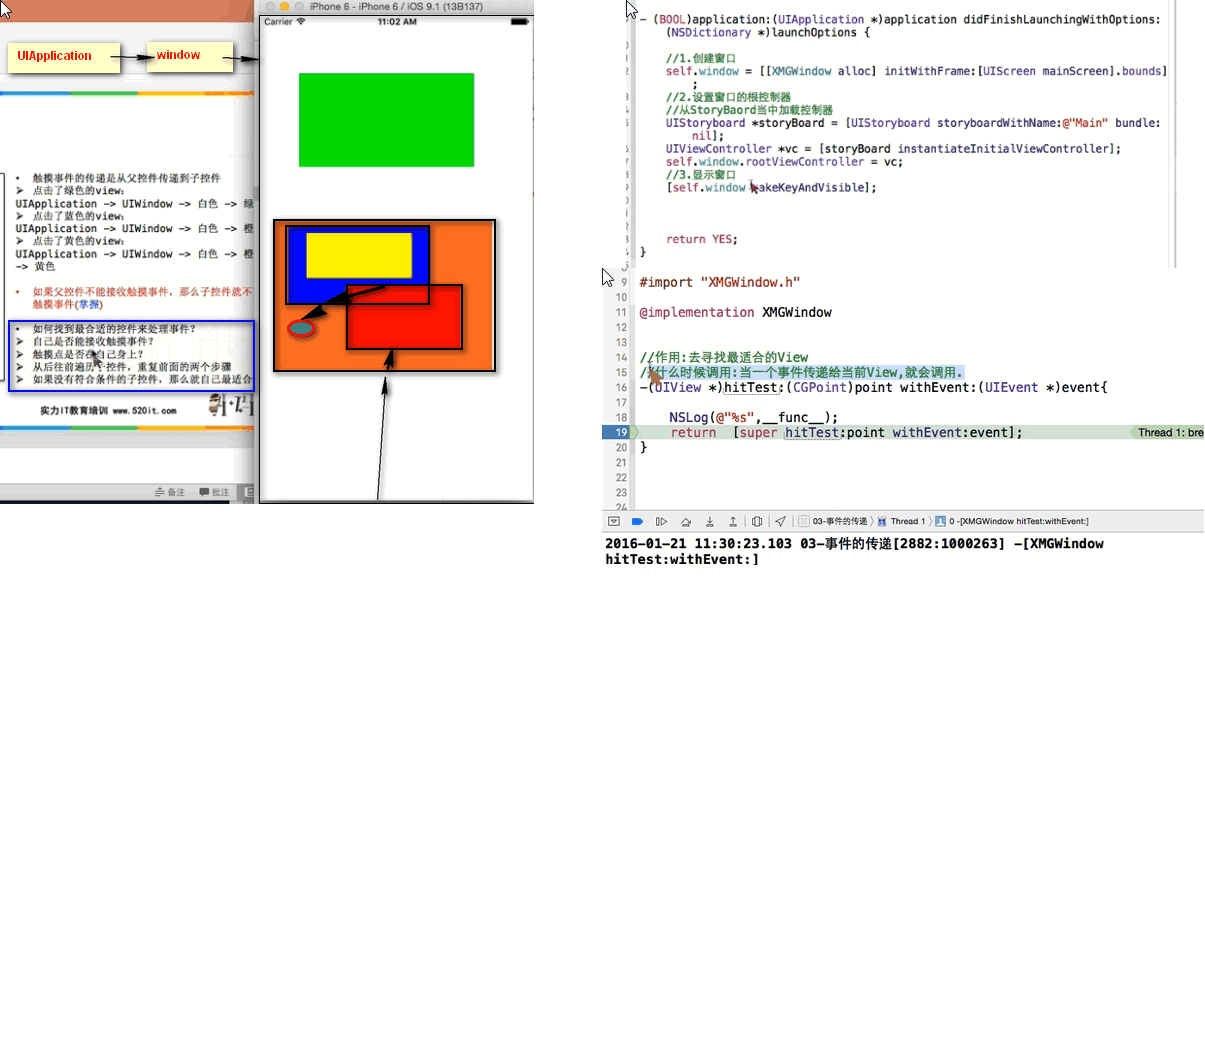 UIApplication
window
iPhone 6 - iPhone 6 / iOS 9.1 (13B137)
Carrier
11:02 AM
• 触摸事件的传递是从父控件传递到子控件
➢ 点击了绿色的view:
UIApplication -> UIWindow -> 白色 -> 绿
➢ 点击了蓝色的view:
UIApplication -> UIWindow -> 白色 -> 橙
➢ 点击了黄色的view:
UIApplication -> UIWindow -> 白色 -> 橙
-> 黄色
• 如果父控件不能接收触摸事件, 那么子控件就不
触摸事件(掌握)
• 如何找到最合适的控件来处理事件?
➢ 自己是否能接收触摸事件?
➢ 触摸点是否在自己身上?
➢ 从后往前遍历子控件, 重复前面的两个步骤
➢ 如果没有符合条件的子控件, 那么就自己最适合
实力IT教育培训 www.520it.com
备注
批注
- (BOOL)application:(UIApplication *)application didFinishLaunchingWithOptions:
(NSDictionary *)launchOptions {
//1.创建窗口
self.window = [[XMGWindow alloc] initWithFrame:[UIScreen mainScreen].bounds]
;
//2.设置窗口的根控制器
//从StoryBaord当中加载控制器
UIStoryboard *storyBoard = [UIStoryboard storyboardWithName:@"Main" bundle:
nil];
UIViewController *vc = [storyBoard instantiateInitialViewController];
self.window.rootViewController = vc;
//3.显示窗口
[self.window makeKeyAndVisible];
return YES;
}
9 #import "XMGWindow.h"
10
11 @implementation XMGWindow
12
13
14 //作用:去寻找最适合的View
15 //什么时候调用:当一个事件传递给当前View,就会调用.
16 -(UIView *)hitTest:(CGPoint)point withEvent:(UIEvent *)event{
17
18 NSLog(@"%s",__func__);
19 return [super hitTest:point withEvent:event];
Thread 1: bre
20 }
21
22
23
24
03-事件的传递 Thread 1 0 -[XMGWindow hitTest:withEvent:]
2016-01-21 11:30:23.103 03-事件的传递[2882:1000263] -[XMGWindow
hitTest:withEvent:]